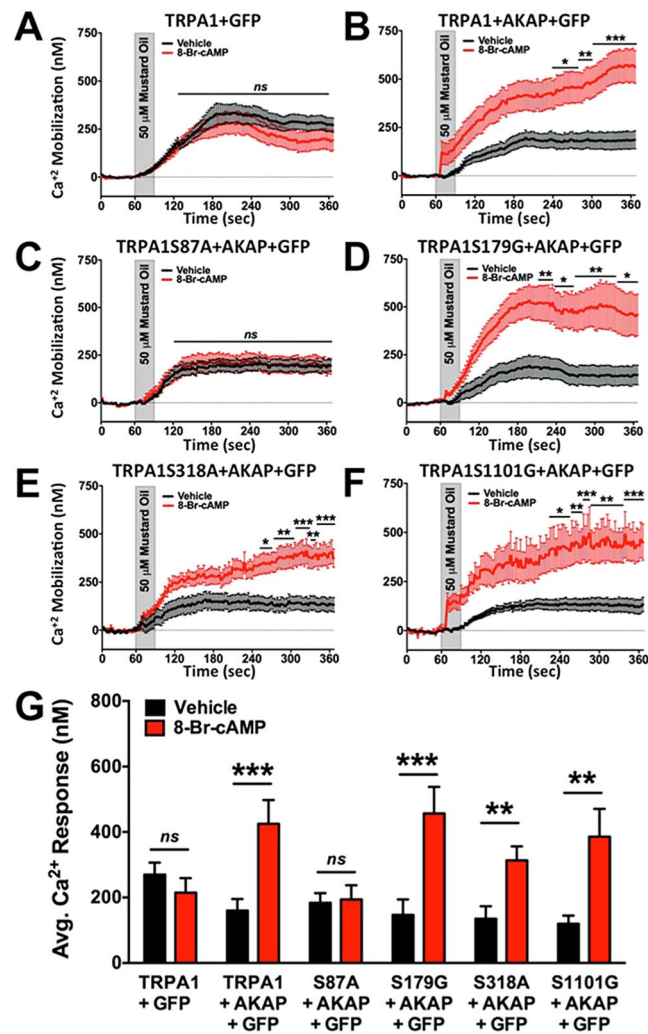 A
TRPA1+GFP
Vehicle
8-Br-cAMP
50 µM Mustard Oil
ns
Ca+2 Mobilization (nM)
750
500
250
0
0 60 120 180 240 300 360
Time (sec)
B
TRPA1+AKAP+GFP
Vehicle
8-Br-cAMP
50 µM Mustard Oil
* ** ***
Ca+2 Mobilization (nM)
750
500
250
0
0 60 120 180 240 300 360
Time (sec)
C
TRPA1S87A+AKAP+GFP
Vehicle
8-Br-cAMP
50 µM Mustard Oil
ns
Ca+2 Mobilization (nM)
750
500
250
0
0 60 120 180 240 300 360
Time (sec)
D
TRPA1S179G+AKAP+GFP
Vehicle
8-Br-cAMP
50 µM Mustard Oil
** * ** *
Ca+2 Mobilization (nM)
750
500
250
0
0 60 120 180 240 300 360
Time (sec)
E
TRPA1S318A+AKAP+GFP
Vehicle
8-Br-cAMP
50 µM Mustard Oil
* ** *** ** ***
Ca+2 Mobilization (nM)
750
500
250
0
0 60 120 180 240 300 360
Time (sec)
F
TRPA1S1101G+AKAP+GFP
Vehicle
8-Br-cAMP
50 µM Mustard Oil
* ** *** ** ***
Ca+2 Mobilization (nM)
750
500
250
0
0 60 120 180 240 300 360
Time (sec)
G
Vehicle
8-Br-cAMP
Avg. Ca2+ Response (nM)
800
600
400
200
0
ns *** ns *** ** **
TRPA1 TRPA1 S87A S179G S318A S1101G
+ GFP + AKAP + AKAP + AKAP + AKAP + AKAP
+ GFP + GFP + GFP + GFP + GFP